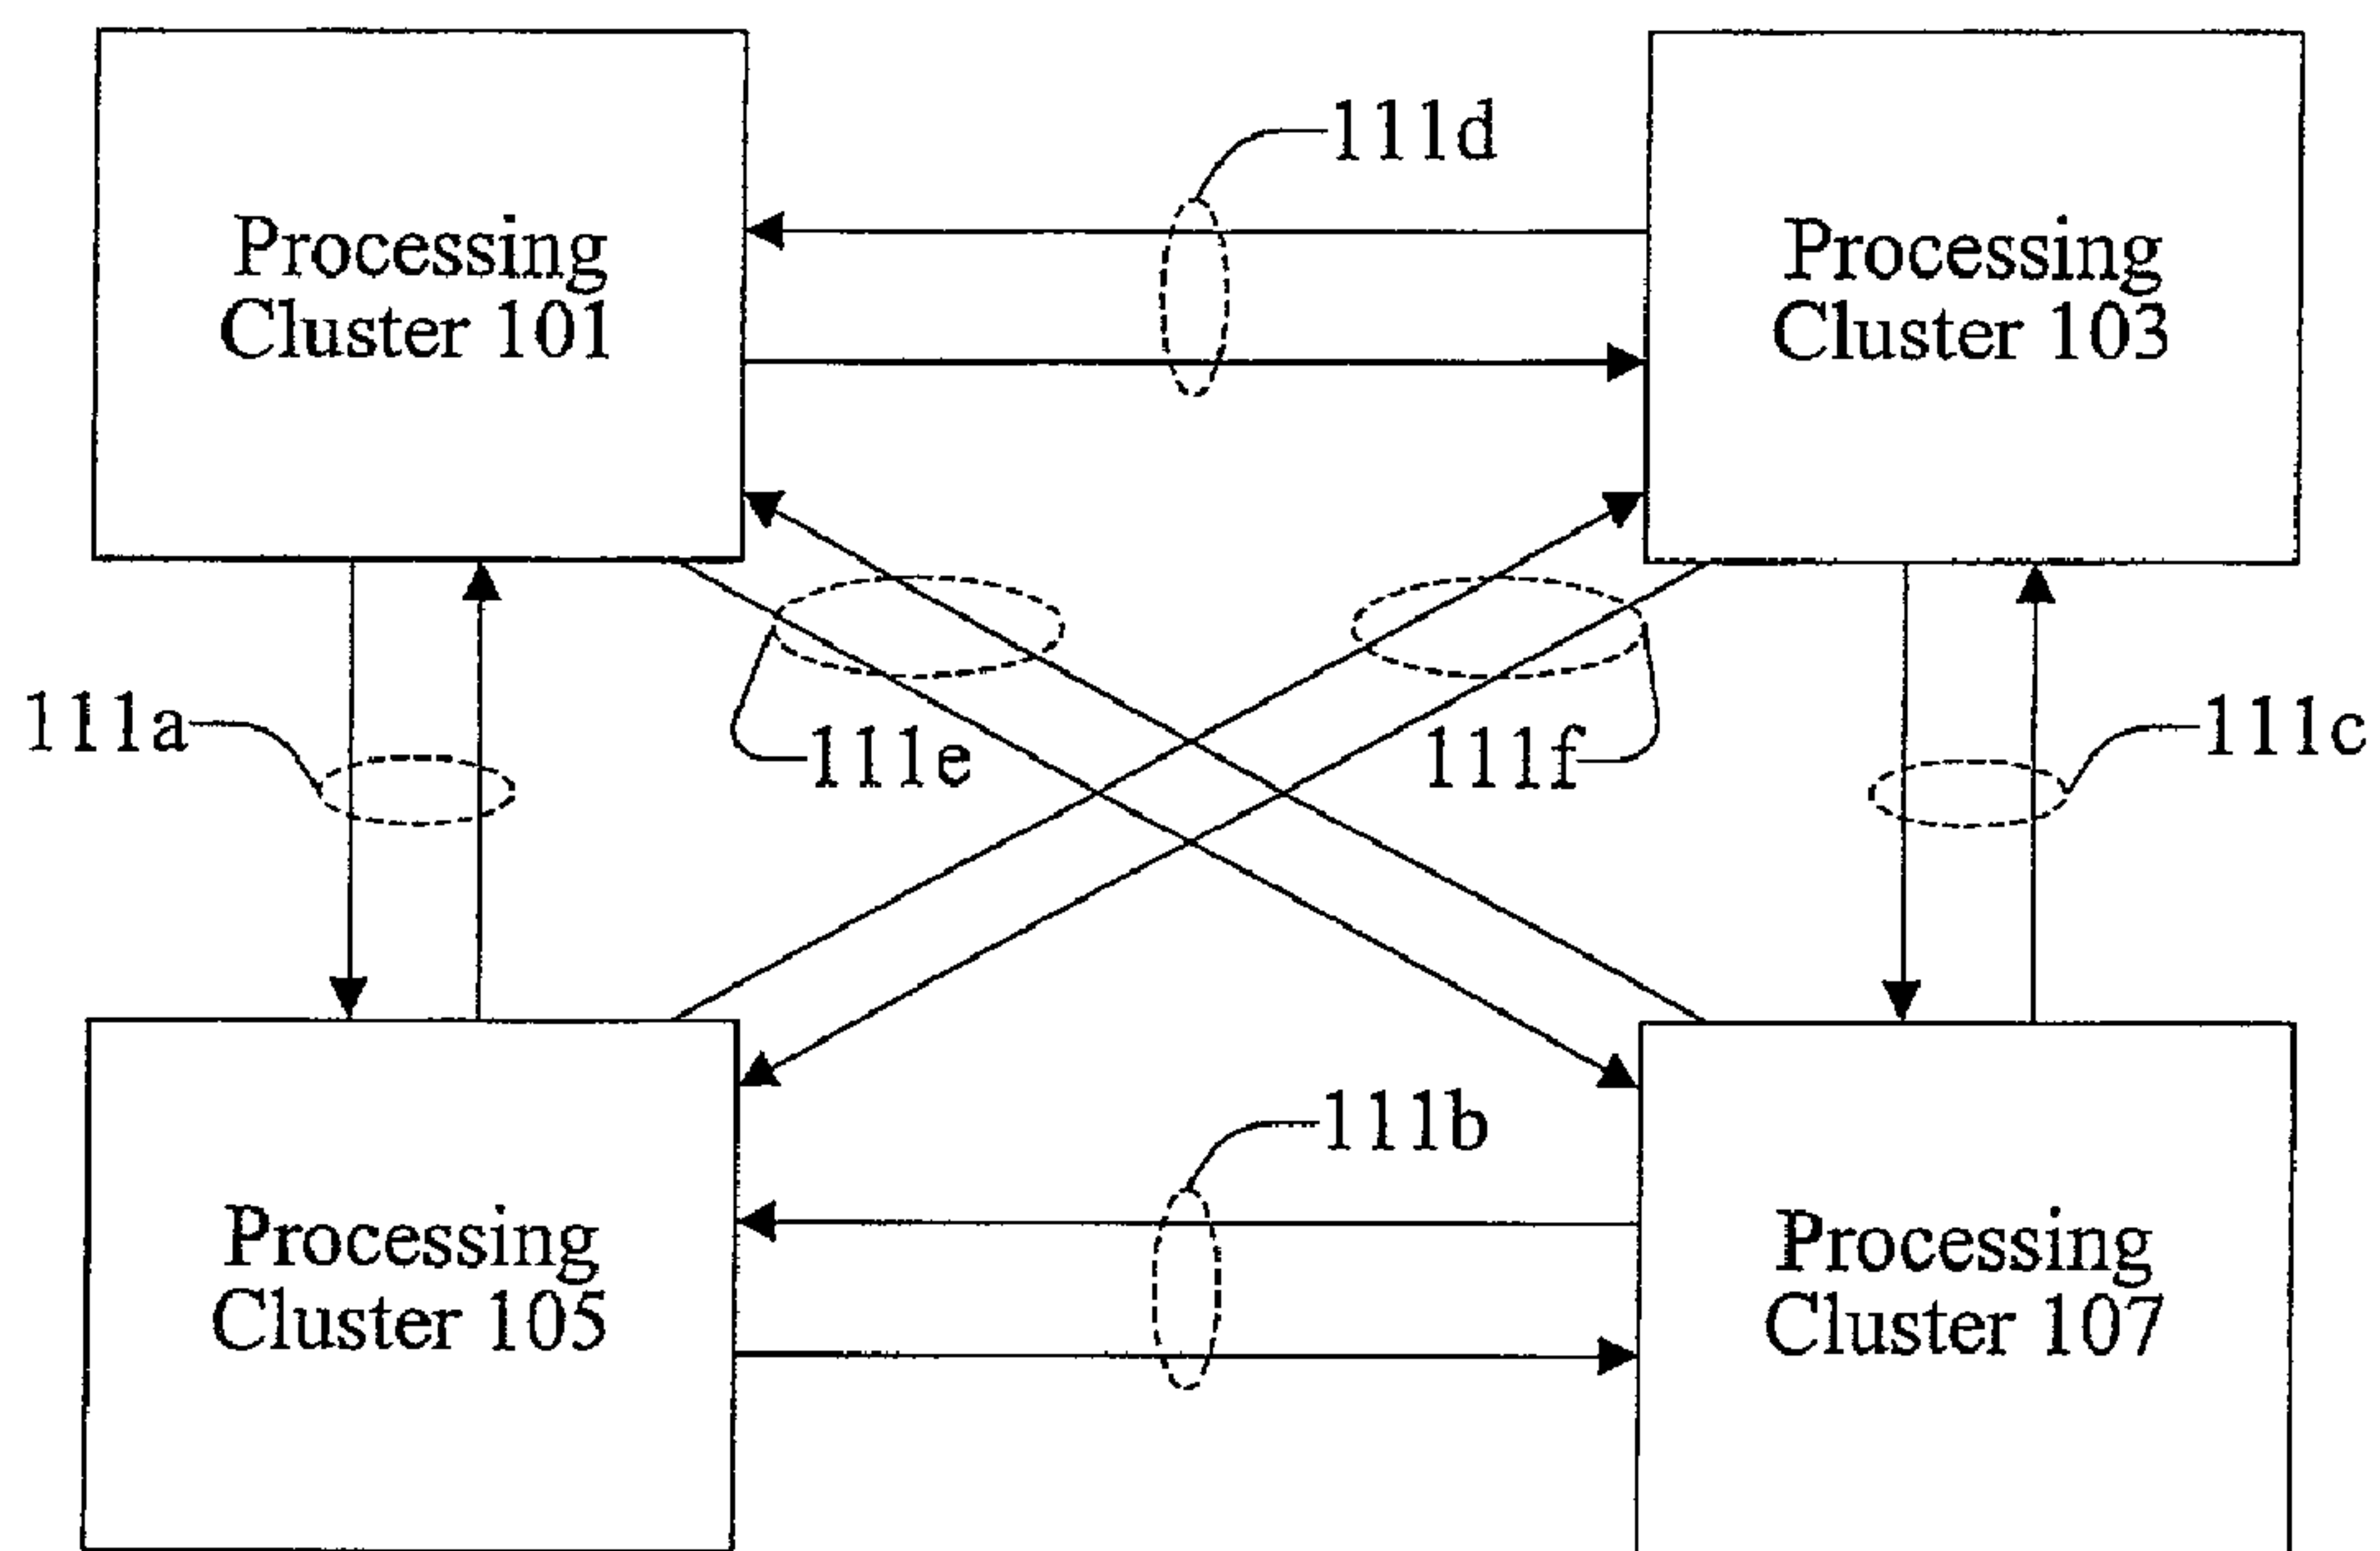 111d
Processing
Cluster 101
Processing
Cluster 103
111a
111e
111f
111c
111b
Processing
Cluster 105
Processing
Cluster 107